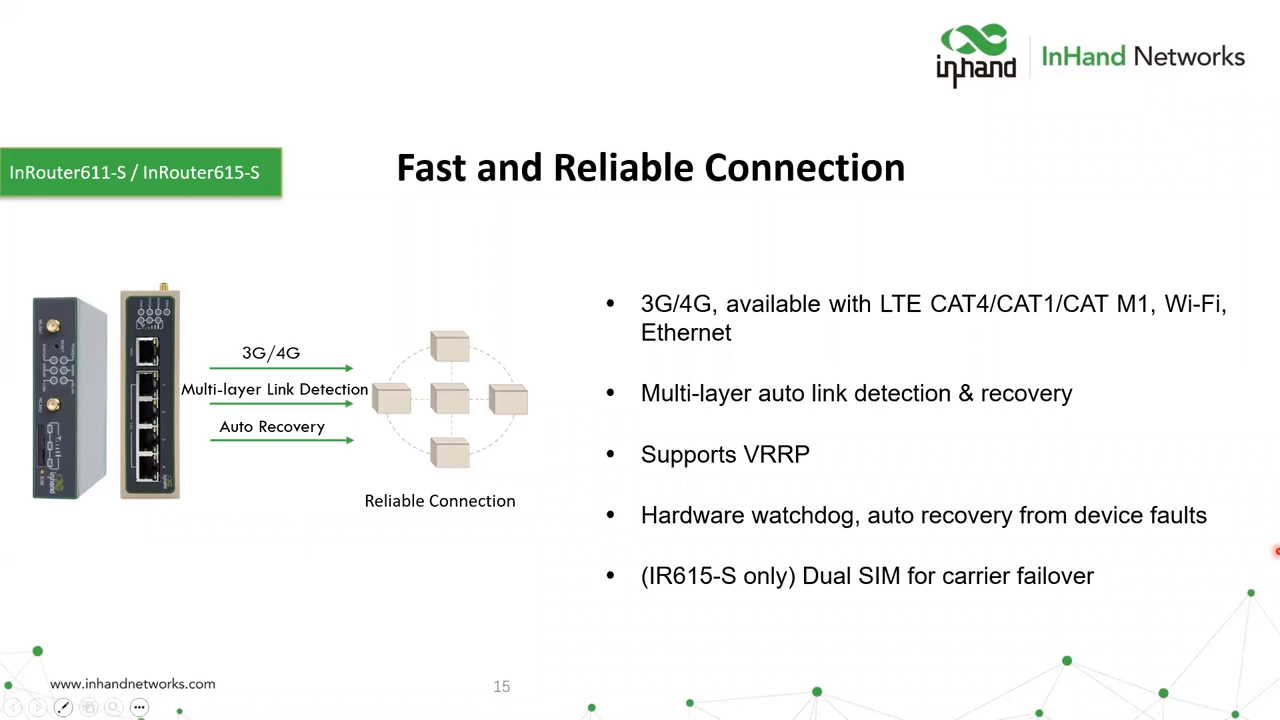 inhand
InHand Networks
InRouter611-S / InRouter615-S
Fast and Reliable Connection
3G/4G
Multi-layer Link Detection
Auto Recovery
Reliable Connection
• 3G/4G, available with LTE CAT4/CAT1/CAT M1, Wi-Fi,
Ethernet
• Multi-layer auto link detection & recovery
• Supports VRRP
• Hardware watchdog, auto recovery from device faults
• (IR615-S only) Dual SIM for carrier failover
www.inhandnetworks.com
15